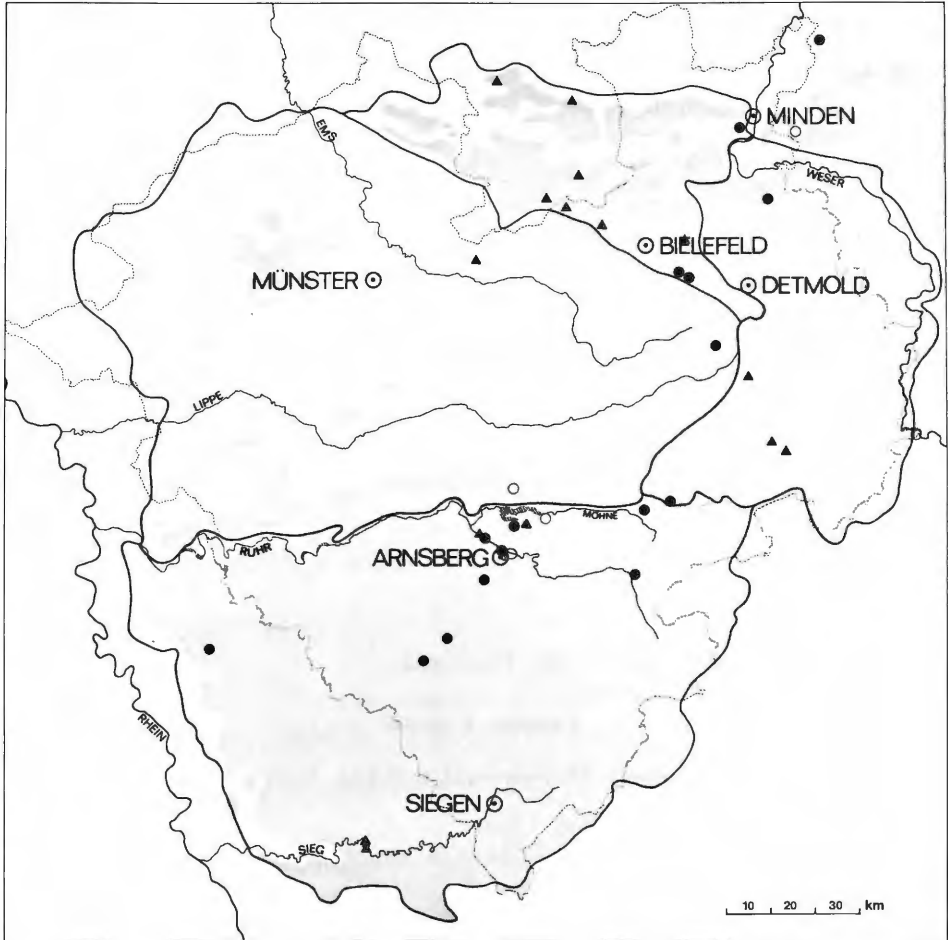 EMS
MINDEN
WESER
BIELEFELD
MÜNSTER
DETMOLD
LIPPE
MÖHNE
RUHR
ARNSBERG
RHEIN
SIEGEN
SIEG
10 20 30 km